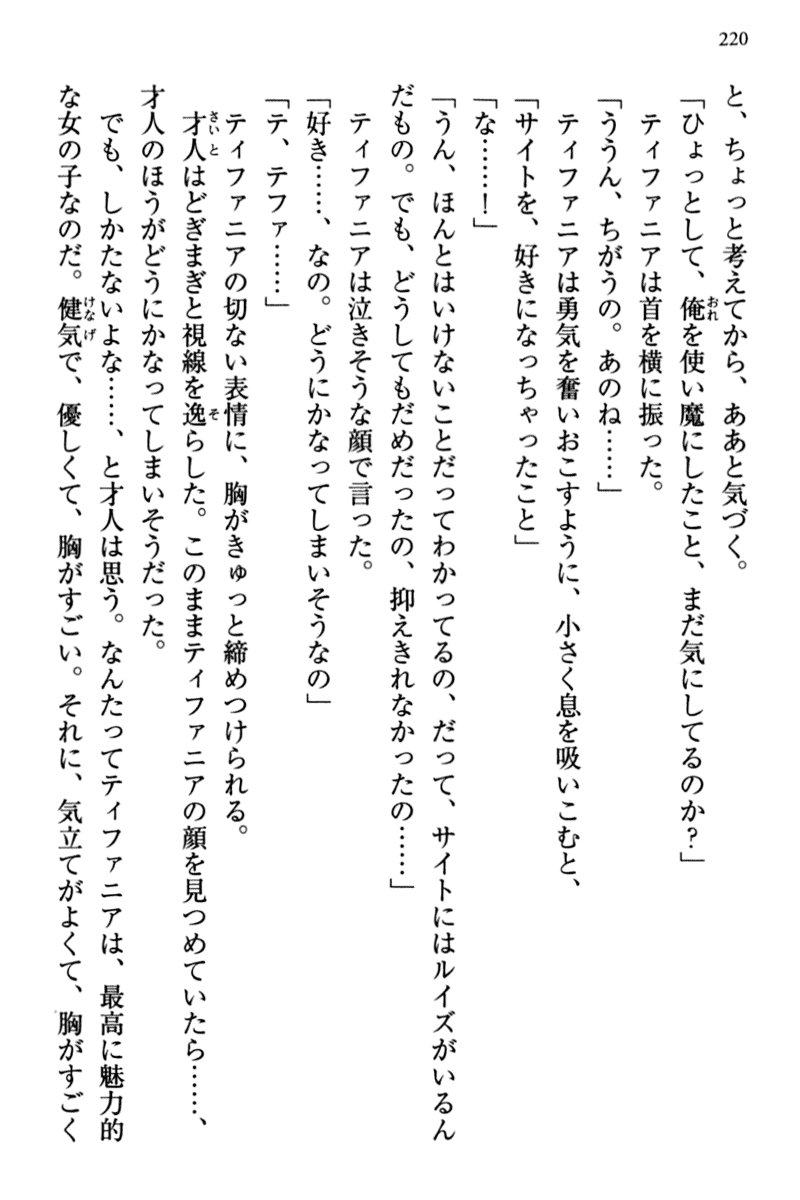 220
と、ちょっと考えてから、ああと気づく。
「ひょっとして、俺を使い魔にしたこと、まだ気にしてるのか？」
ティファニアは首を横に振った。
「ううん、ちがうの。あのね……」
ティファニアは勇気を奮いおこすように、小さく息を吸いこむと、
「サイトを、好きになっちゃったこと」
「な……！」
「うん、ほんとはいけないことだってわかってるの、だって、サイトにはルイズがいるん
だもの。でも、どうしてもだめだったの、抑えきれなかったの……」
ティファニアは泣きそうな顔で言った。
「好き……、なの。どうにかなってしまいそうなの」
「テ、テファ……」
ティファニアの切ない表情に、胸がきゅっと締めつけられる。
才人はどぎまぎと視線を逸らした。このままティファニアの顔を見つめていたら……、
才人のほうがどうにかなってしまいそうだった。
でも、しかたないよな……、と才人は思う。なんたってティファニアは、最高に魅力的
な女の子なのだ。健気で、優しくて、胸がすごい。それに、気立てがよくて、胸がすごく